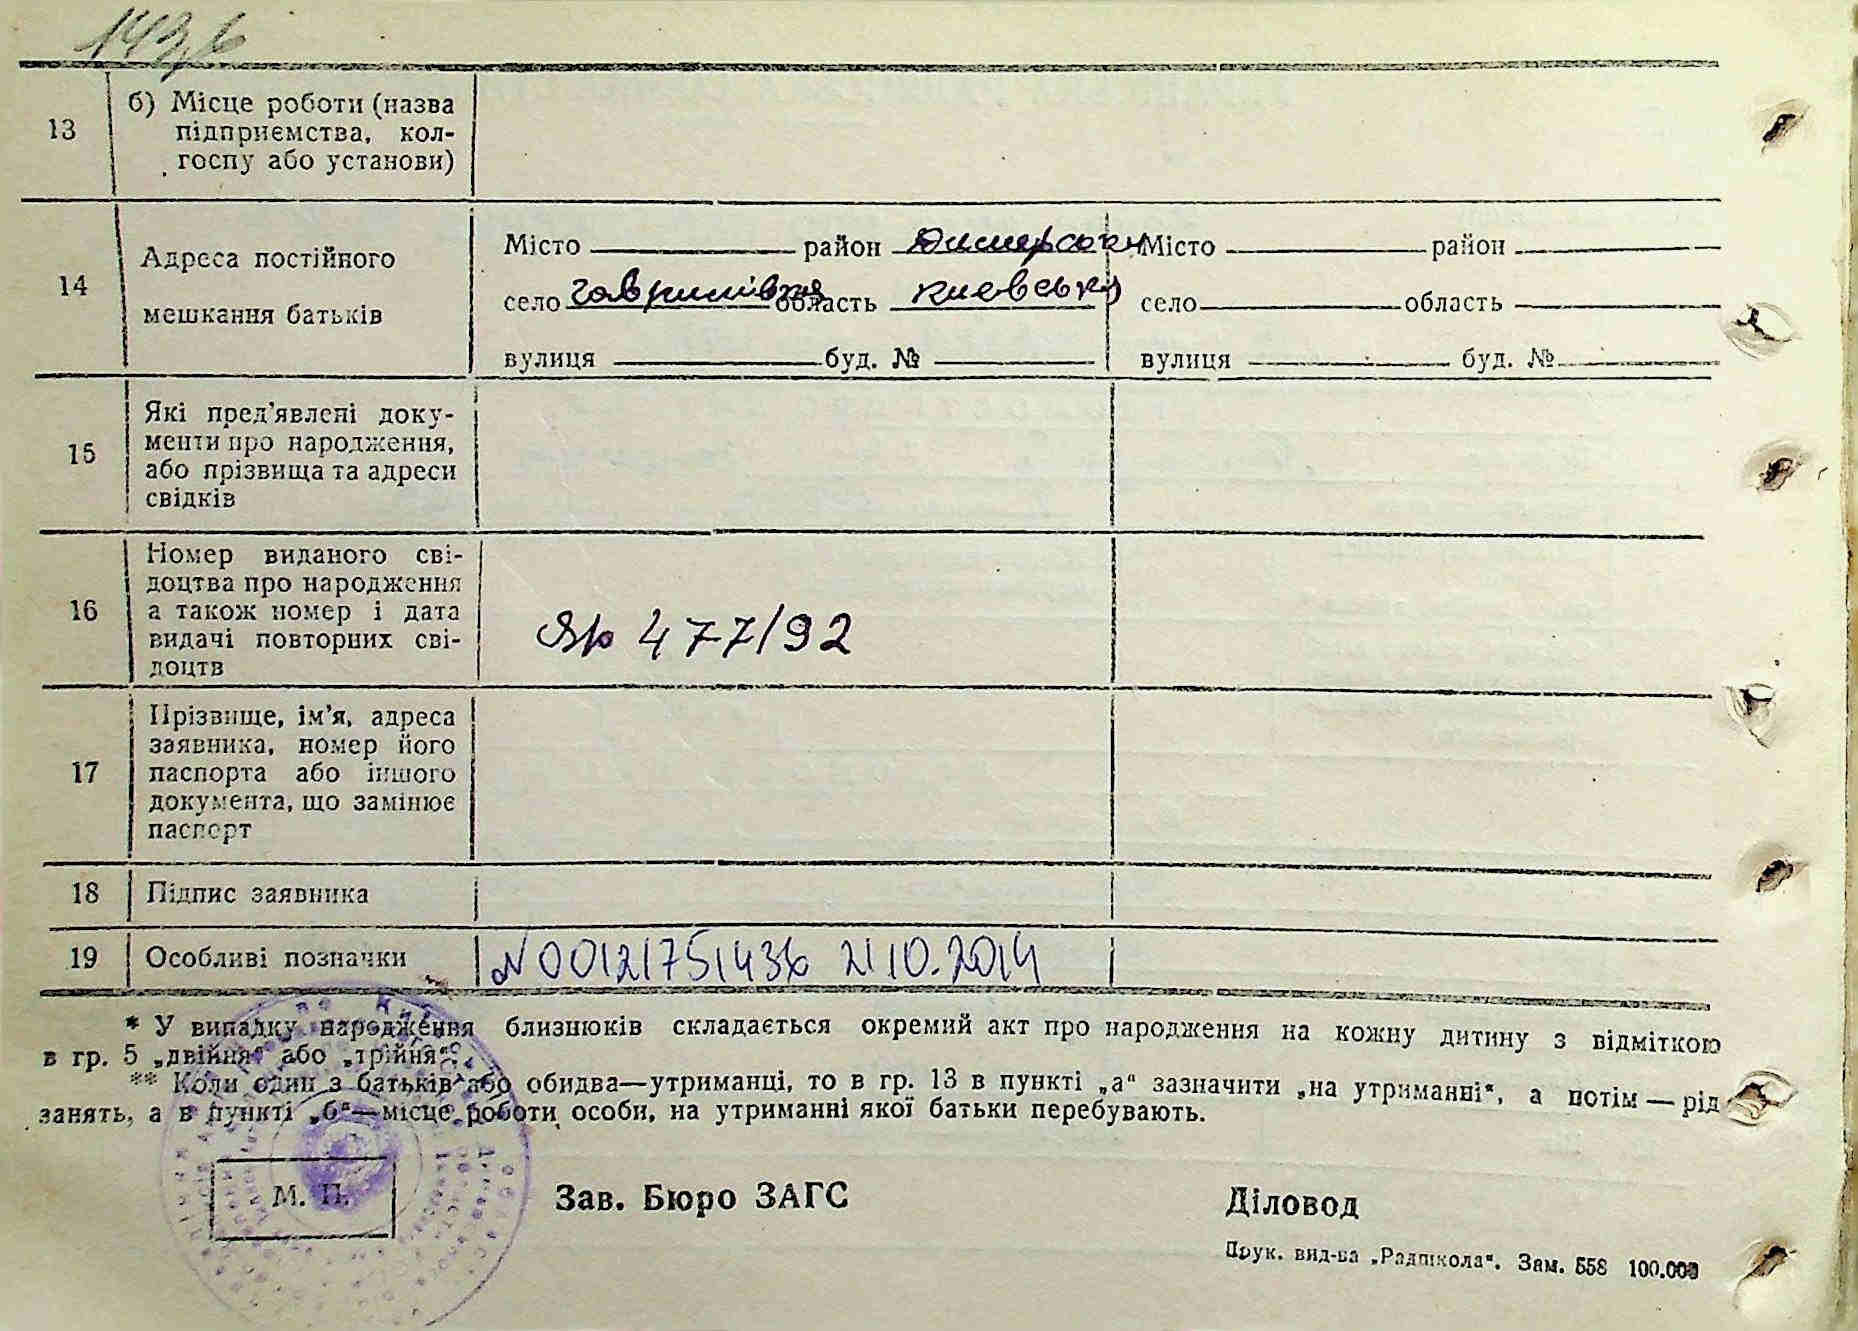 143б
13
б) Місце роботи (назва
підприємства, кол-
госпу або установи)
14
Адреса постійного
мешкання батьків
Місто район Димерськ Місто район
село Гаврилівка область Києвськ село область
вулиця буд. № вулиця буд. №
15
Які пред’явлені доку-
менти про народження,
або прізвища та адреси
свідків
16
Номер виданого сві-
доцтва про народження
а також номер і дата
видачі повторних сві-
доцтв
477/92
17
Прізвище, ім’я, адреса
заявника, номер його
паспорта або іншого
документа, що замінює
паспорт
18 Підпис заявника
19 Особливі позначки N 00121751436 21 10.2014
* У випадку народження близнюків складається окремий акт про народження на кожну дитину з відміткою
в гр. 5 „двійня“ або „трійня“.
** Коли один з батьків або обидва—утриманці, то в гр. 13 в пункті „а“ зазначити „на утриманні“, а потім — рід
занять, а в пункті „б“—місце роботи особи, на утриманні якої батьки перебувають.
М. П. Зав. Бюро ЗАГС Діловод
Друк. вид-ва „Радшкола“. Зам. 558 100.000